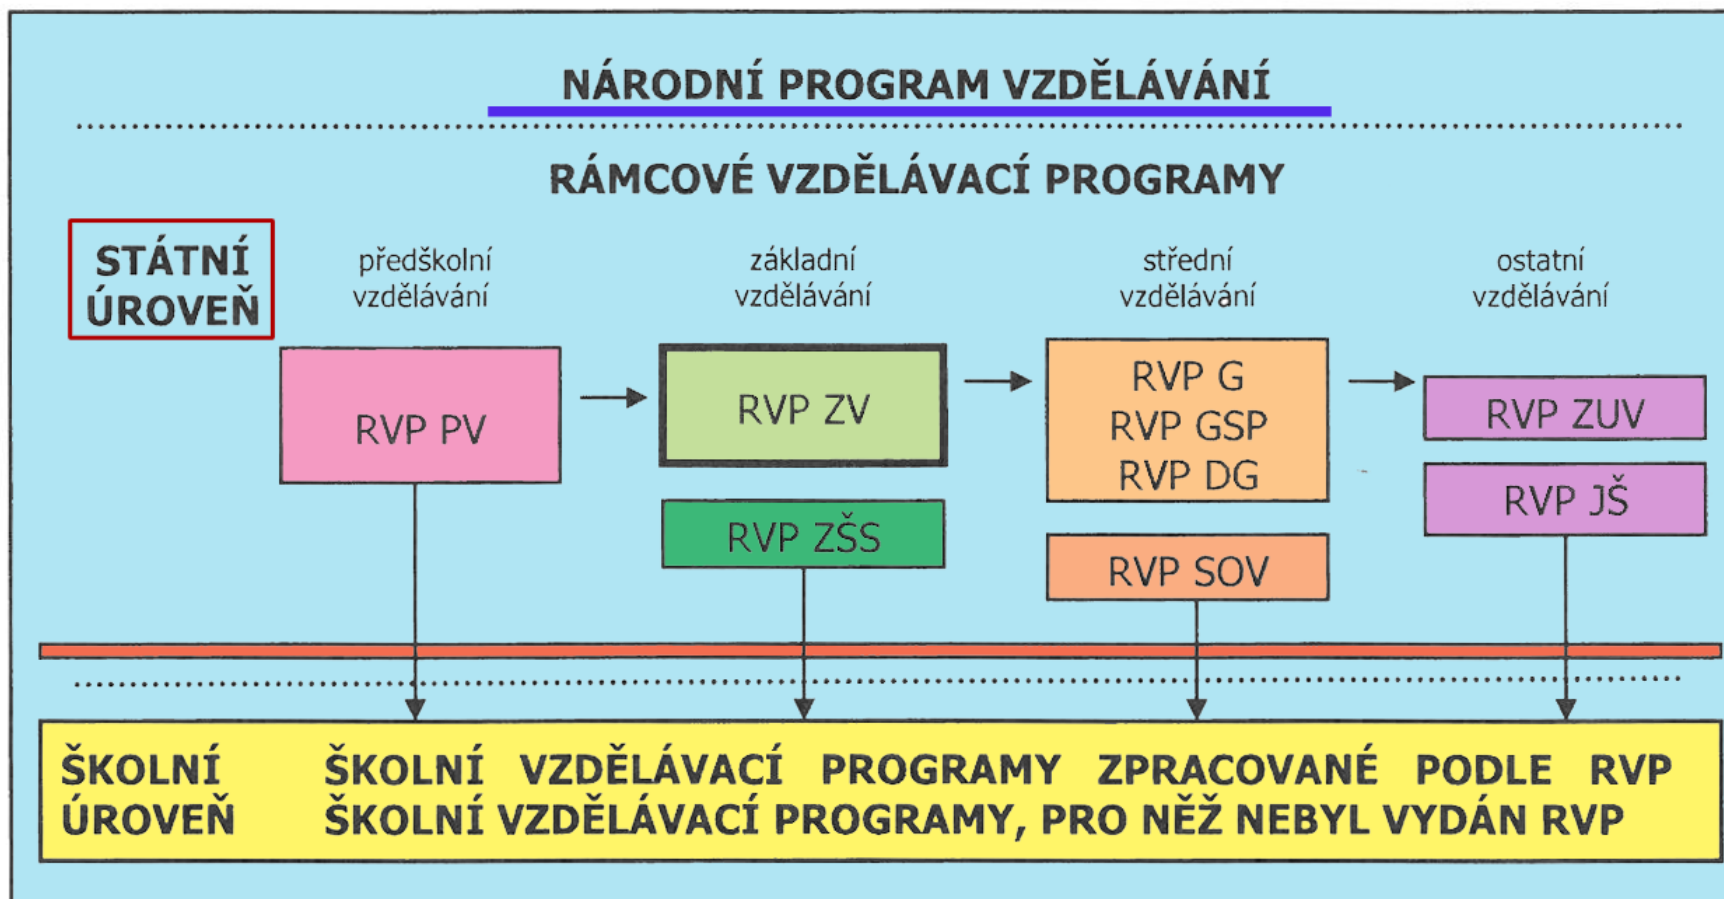 NÁRODNÍ PROGRAM VZDĚLÁVÁNÍ
RÁMCOVÉ VZDĚLÁVACÍ PROGRAMY
STÁTNÍ
ÚROVEŇ
předškolní
vzdělávání
základní
vzdělávání
střední
vzdělávání
ostatní
vzdělávání
RVP PV
RVP ZV
RVP ZŠS
RVP G
RVP GSP
RVP DG
RVP SOV
RVP ZUV
RVP JŠ
ŠKOLNÍ
ÚROVEŇ
ŠKOLNÍ VZDĚLÁVACÍ PROGRAMY ZPRACOVANÉ PODLE RVP
ŠKOLNÍ VZDĚLÁVACÍ PROGRAMY, PRO NĚŽ NEBYL VYDÁN RVP